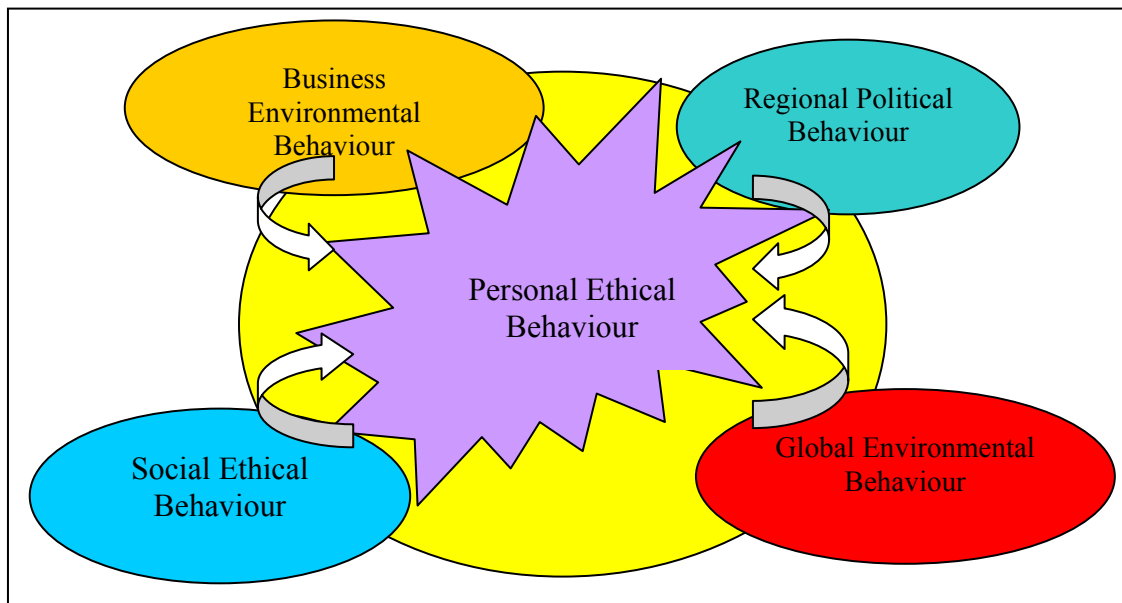 Business
Environmental
Behaviour
Regional Political
Behaviour
Personal Ethical
Behaviour
Social Ethical
Behaviour
Global Environmental
Behaviour